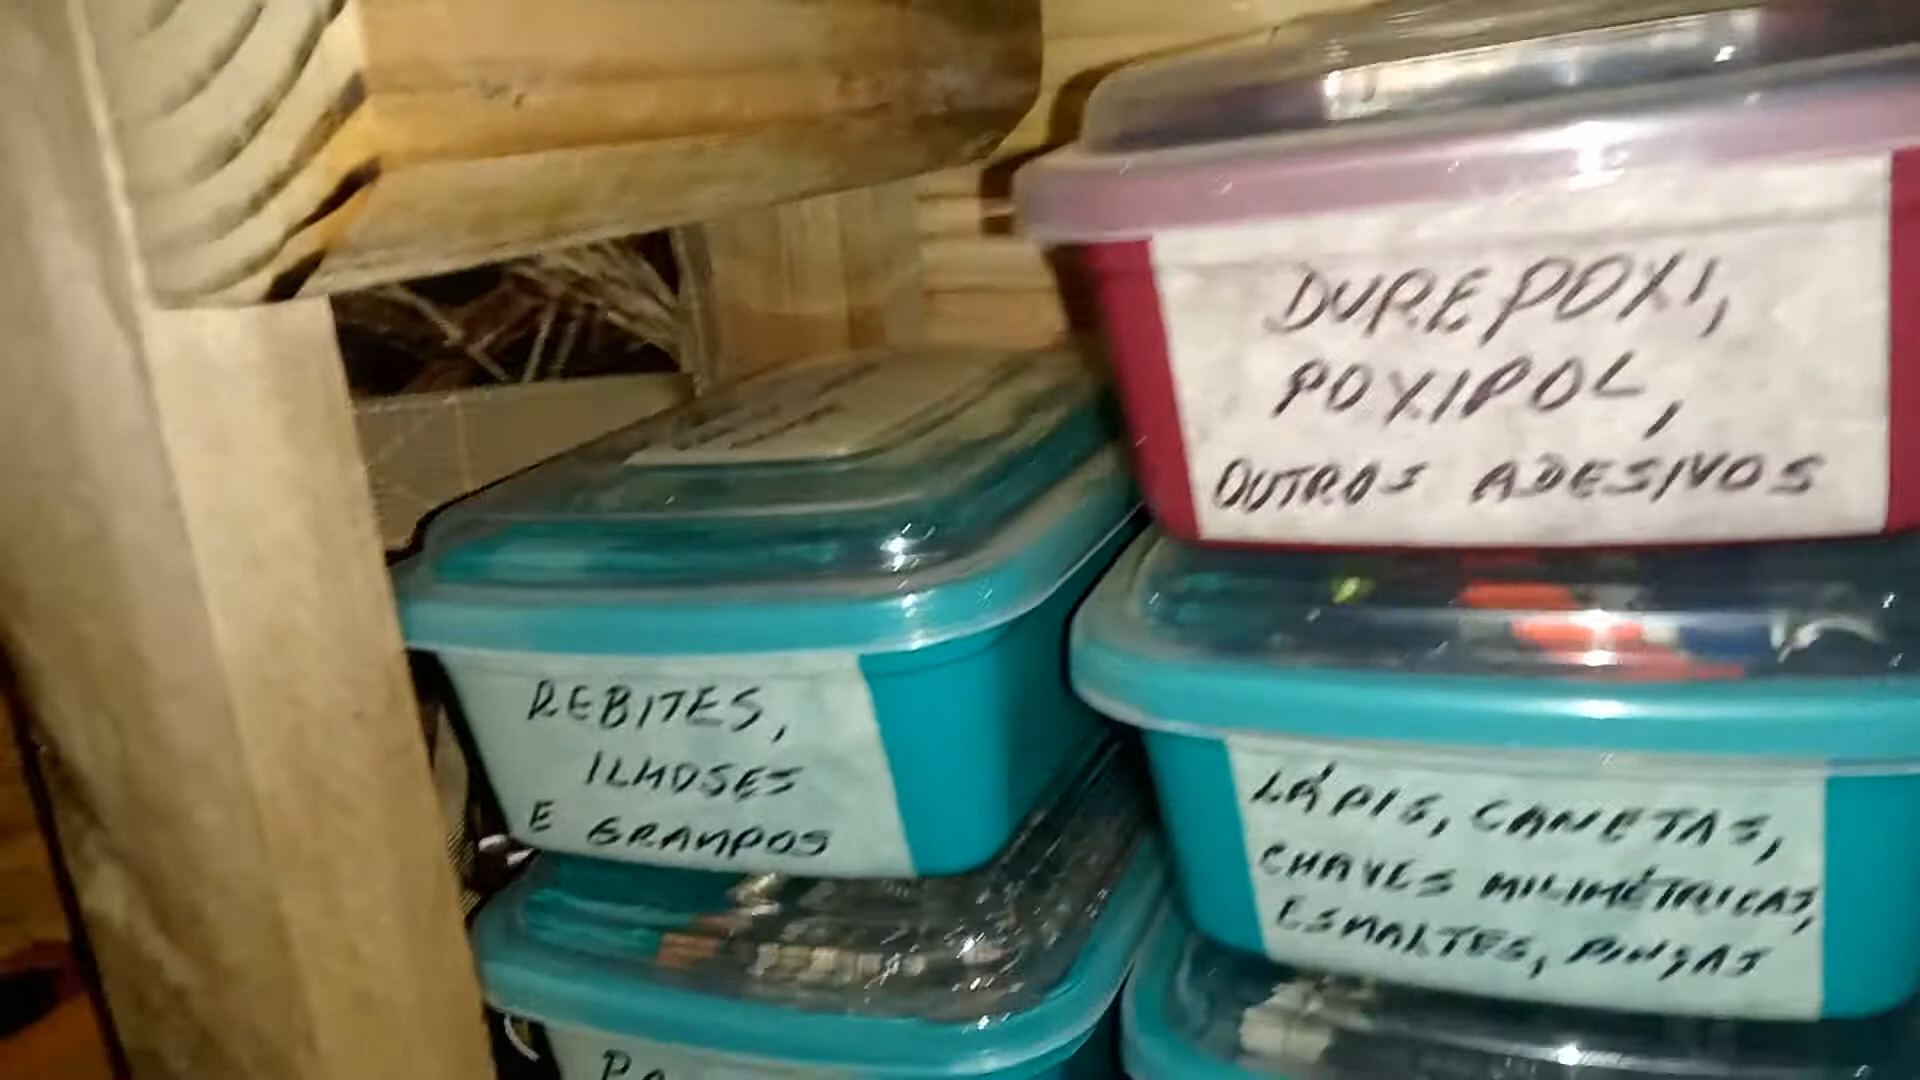 DUREPOXI,
POXIPOL,
OUTROS ADESIVOS
REBITES,
ILHOSES
E GRAMPOS
LÁPIS, CANETAS,
CHAVES MILIMÉTRICAS,
ESMALTES, PINÇAS